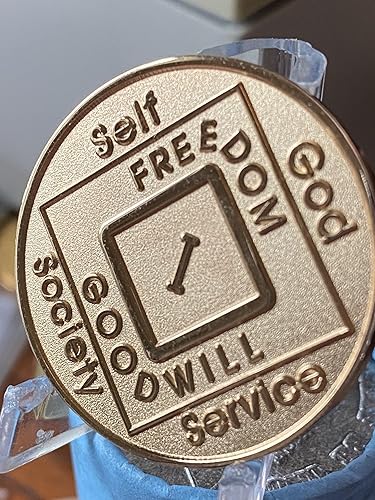 Self
God
Service
Society
FREEDOM
GOODWILL
I